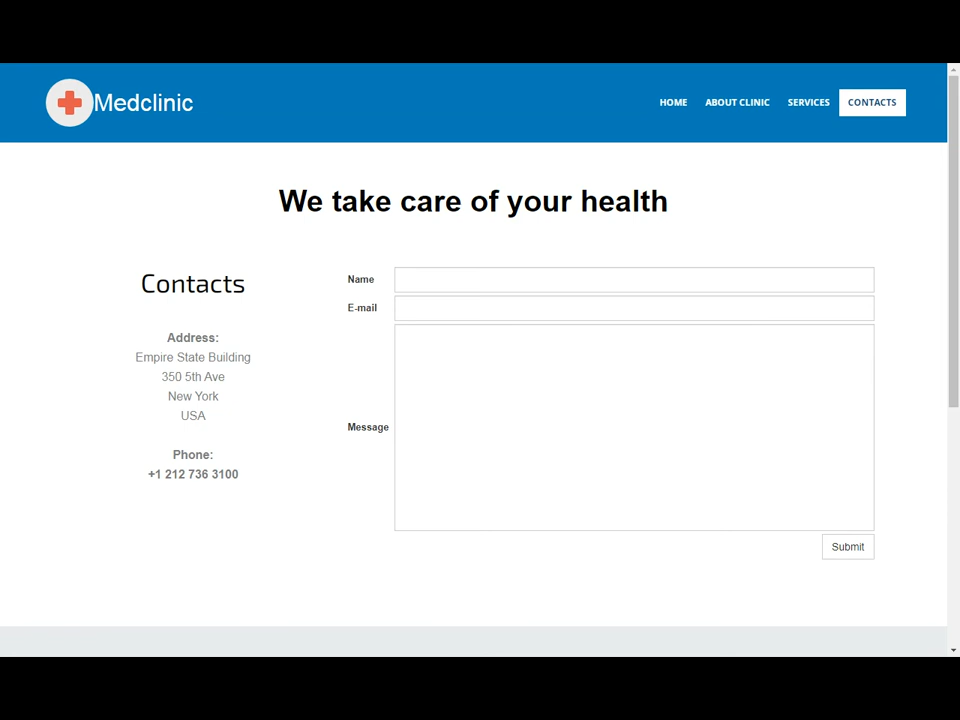 Medclinic
HOME ABOUT CLINIC SERVICES CONTACTS
We take care of your health
Contacts
Address:
Empire State Building
350 5th Ave
New York
USA
Phone:
+1 212 736 3100
Name
E-mail
Message
Submit